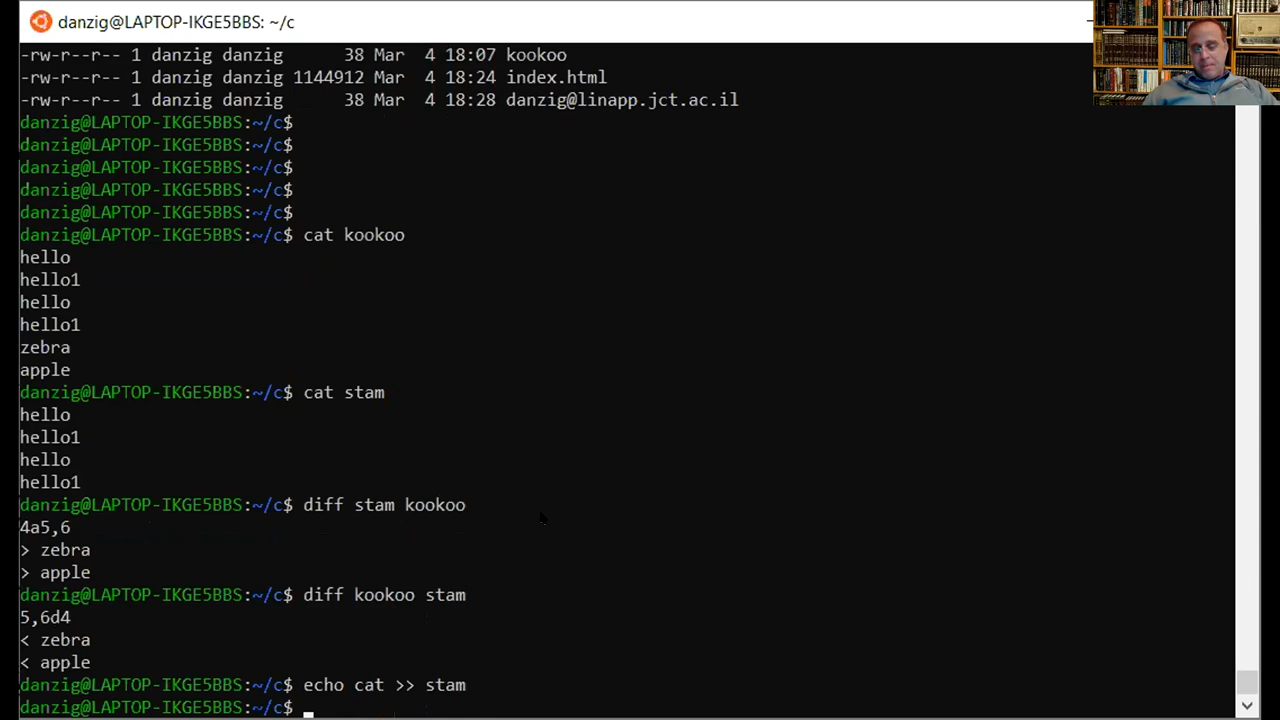 danzig@LAPTOP-IKGE5BBS: ~/c
-rw-r--r-- 1 danzig danzig      38 Mar  4 18:07 kookoo
-rw-r--r-- 1 danzig danzig 1144912 Mar  4 18:24 index.html
-rw-r--r-- 1 danzig danzig      38 Mar  4 18:28 danzig@linapp.jct.ac.il
danzig@LAPTOP-IKGE5BBS:~/c$
danzig@LAPTOP-IKGE5BBS:~/c$
danzig@LAPTOP-IKGE5BBS:~/c$
danzig@LAPTOP-IKGE5BBS:~/c$
danzig@LAPTOP-IKGE5BBS:~/c$
danzig@LAPTOP-IKGE5BBS:~/c$ cat kookoo
hello
hello1
hello
hello1
zebra
apple
danzig@LAPTOP-IKGE5BBS:~/c$ cat stam
hello
hello1
hello
hello1
danzig@LAPTOP-IKGE5BBS:~/c$ diff stam kookoo
4a5,6
> zebra
> apple
danzig@LAPTOP-IKGE5BBS:~/c$ diff kookoo stam
5,6d4
< zebra
< apple
danzig@LAPTOP-IKGE5BBS:~/c$ echo cat >> stam
danzig@LAPTOP-IKGE5BBS:~/c$